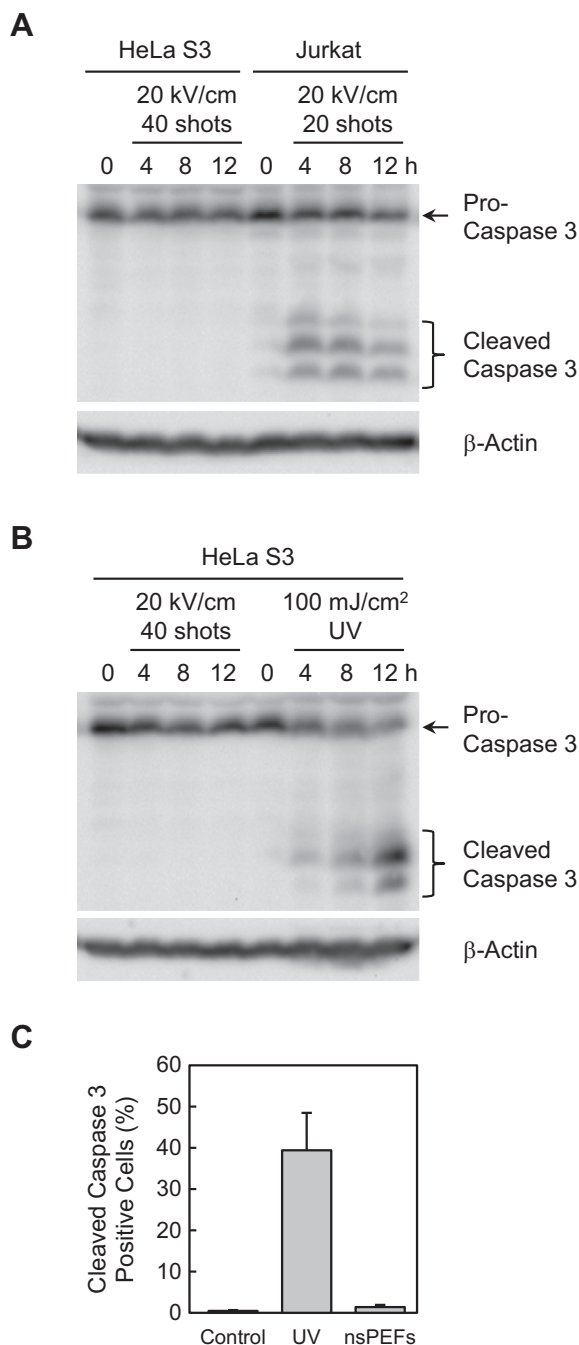 A
HeLa S3 Jurkat
20 kV/cm 20 kV/cm
40 shots 20 shots
0 4 8 12 0 4 8 12 h
Pro-
Caspase 3
Cleaved
Caspase 3
β-Actin
B
HeLa S3
20 kV/cm 100 mJ/cm²
40 shots UV
0 4 8 12 0 4 8 12 h
Pro-
Caspase 3
Cleaved
Caspase 3
β-Actin
C
Cleaved Caspase 3
Positive Cells (%)
60
50
40
30
20
10
0
Control UV nsPEFs